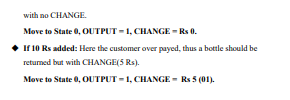 with no CHANGE.
Move to State 0, OUTPUT = 1, CHANGE = Rs 0.
◆ If 10 Rs added: Here the customer over payed, thus a bottle should be
returned but with CHANGE(5 Rs).
Move to State 0, OUTPUT = 1, CHANGE = Rs 5 (01).